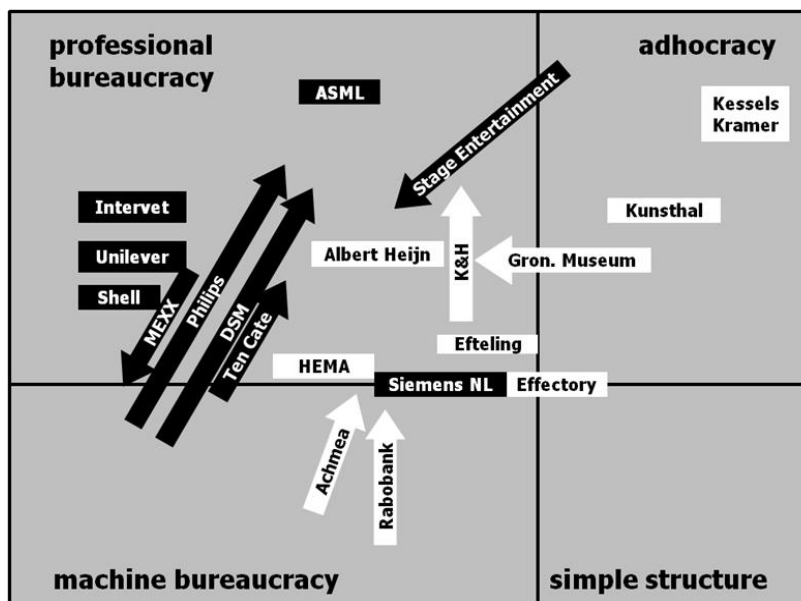 professional
bureaucracy
adhocracy
ASML
Kessels
Kramer
Stage Entertainment
Intervet
Kunsthal
Unilever
Albert Heijn
K&H
Gron. Museum
Shell
MEXX
Philips
DSM
Ten Cate
Efteling
HEMA
Siemens NL
Effectory
Achmea
Rabobank
machine bureaucracy
simple structure